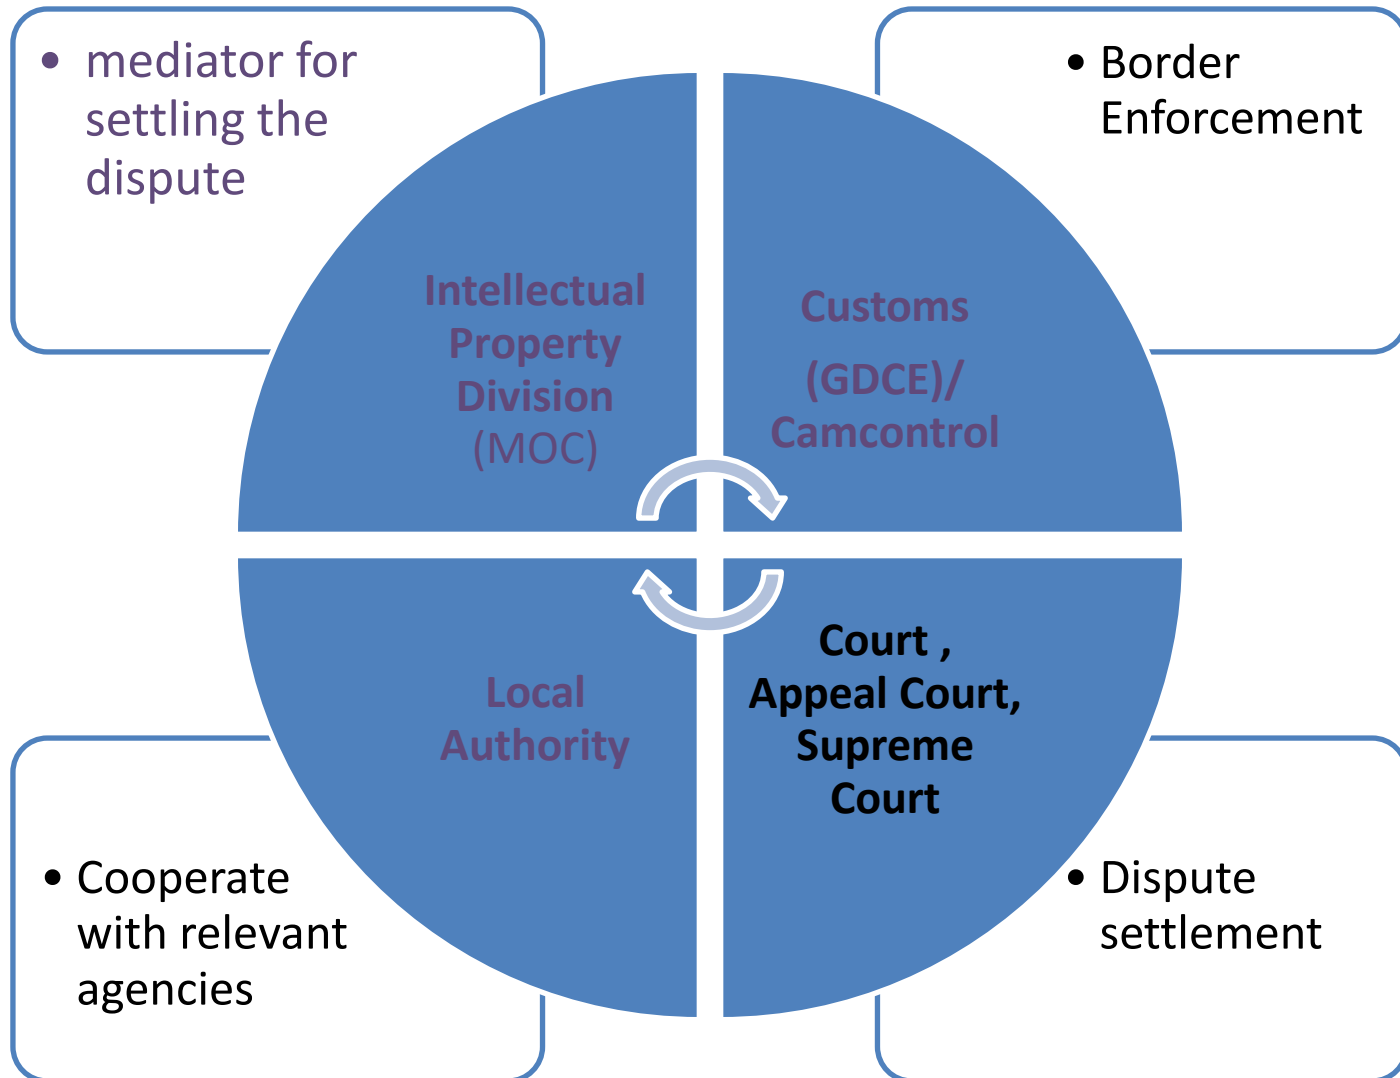 • mediator for
settling the
dispute
• Border
Enforcement
Intellectual
Property
Division
(MOC)
Customs
(GDCE)/
Camcontrol
Local
Authority
Court ,
Appeal Court,
Supreme
Court
• Cooperate
with relevant
agencies
• Dispute
settlement